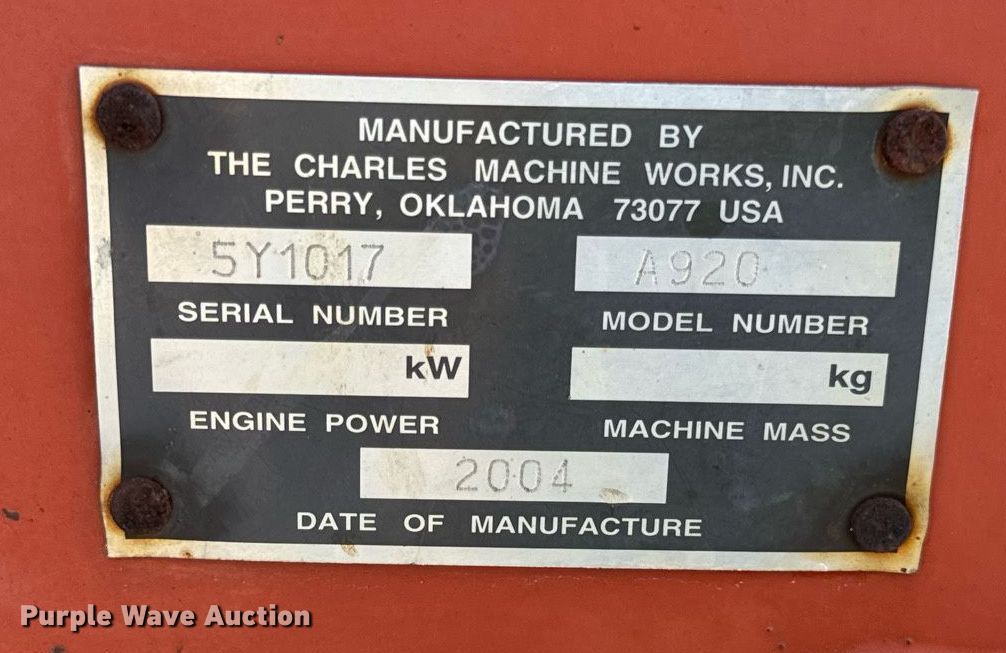 MANUFACTURED BY
THE CHARLES MACHINE WORKS, INC.
PERRY, OKLAHOMA 73077 USA
5Y1017 A920
SERIAL NUMBER MODEL NUMBER
kW kg
ENGINE POWER MACHINE MASS
2004
DATE OF MANUFACTURE
Purple Wave Auction